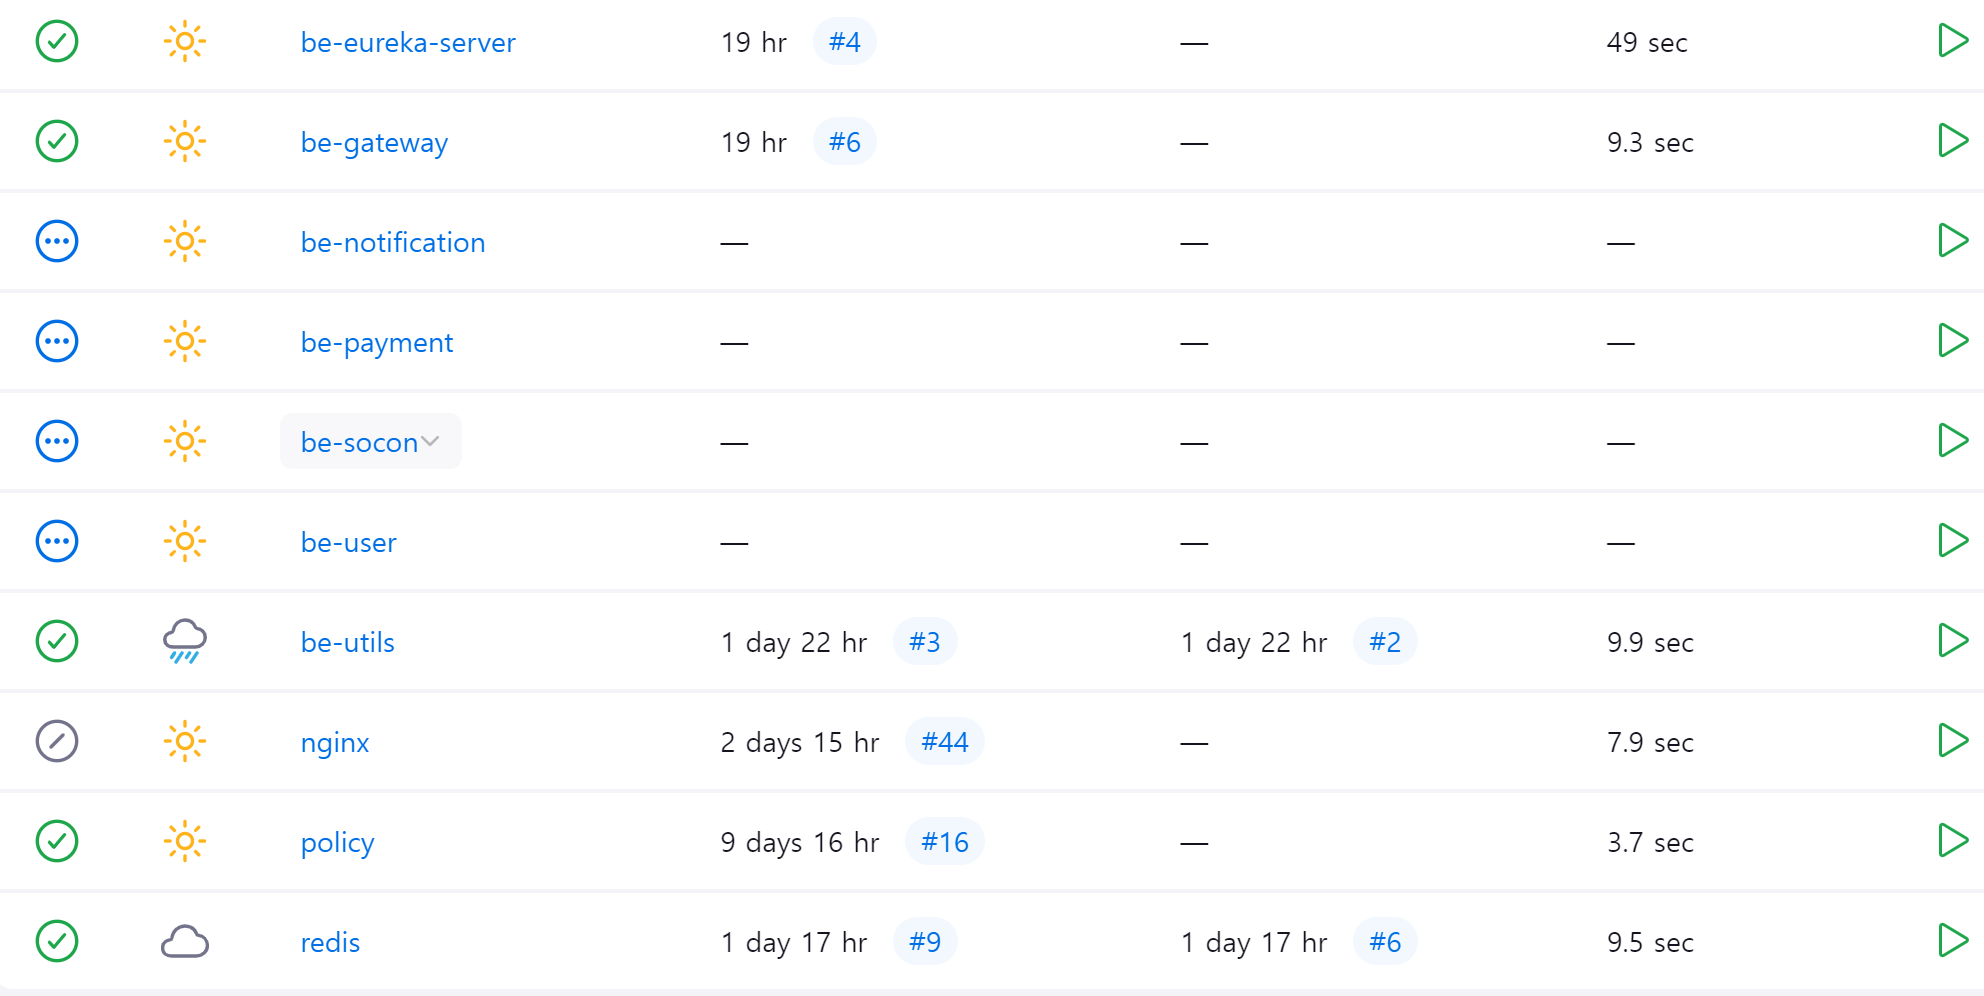 be-eureka-server 19 hr #4 — 49 sec
be-gateway 19 hr #6 — 9.3 sec
be-notification — — —
be-payment — — —
be-socon — — —
be-user — — —
be-utils 1 day 22 hr #3 1 day 22 hr #2 9.9 sec
nginx 2 days 15 hr #44 — 7.9 sec
policy 9 days 16 hr #16 — 3.7 sec
redis 1 day 17 hr #9 1 day 17 hr #6 9.5 sec